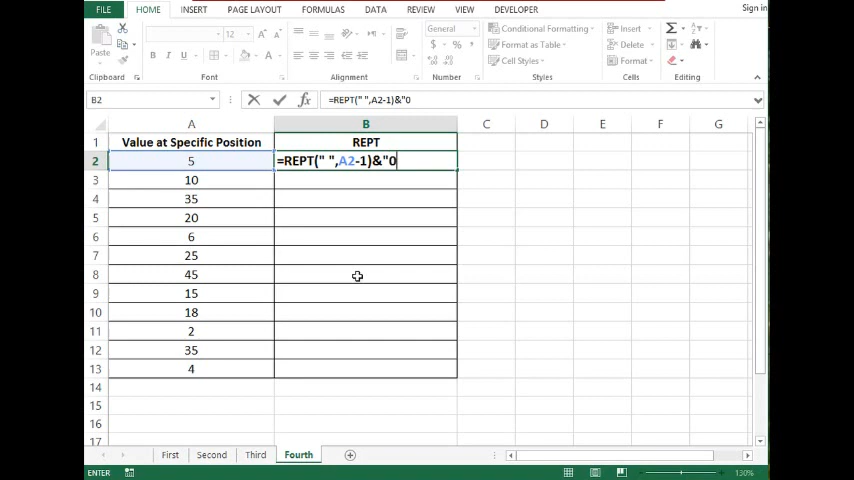 Sign in
FILE HOME INSERT PAGE LAYOUT FORMULAS DATA REVIEW VIEW DEVELOPER
Paste
12
B I U
General
$ % ,
Conditional Formatting
Format as Table
Cell Styles
Insert
Delete
Format
Clipboard Font Alignment Number Styles Cells Editing
B2 fx =REPT(" ",A2-1)&"0
A B C D E F G
1 Value at Specific Position REPT
2 5 =REPT(" ",A2-1)&"0
3 10
4 35
5 20
6 6
7 25
8 45
9 15
10 18
11 2
12 35
13 4
14
15
16
17
First Second Third Fourth
ENTER 130%